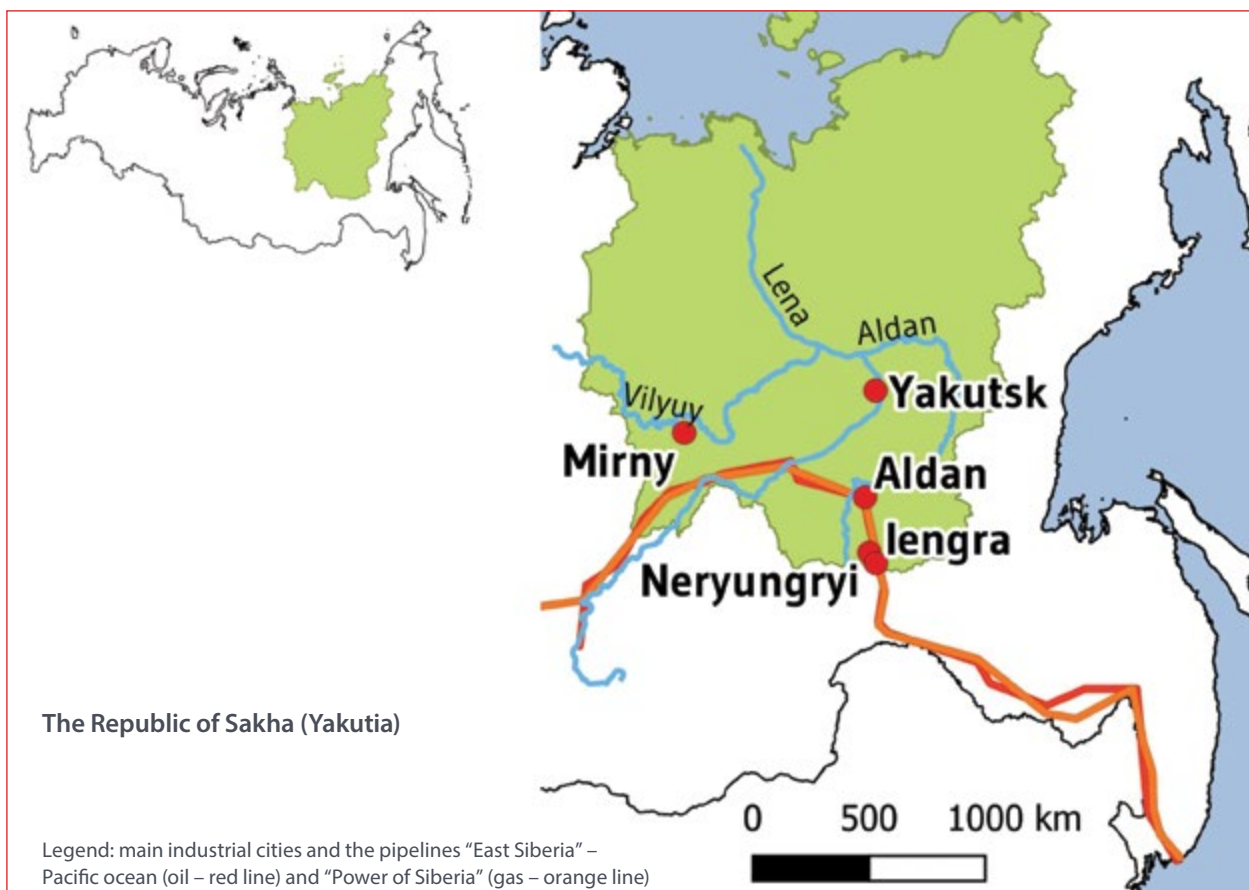 Lena
Aldan
Yakutsk
Vilyuy
Mirny
Aldan
Iengra
Neryungryi
The Republic of Sakha (Yakutia)
0 500 1000 km
Legend: main industrial cities and the pipelines “East Siberia” –
Pacific ocean (oil – red line) and “Power of Siberia” (gas – orange line)